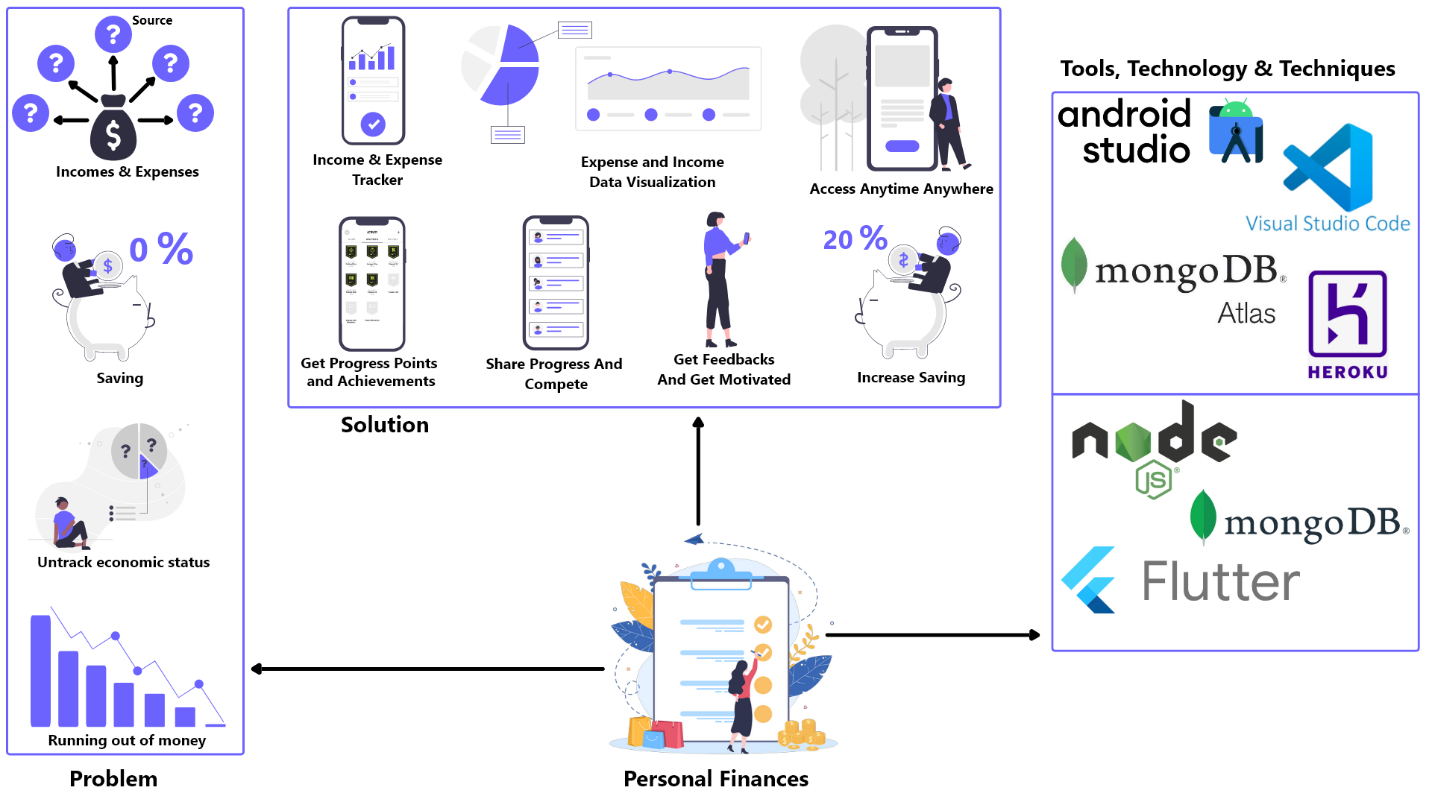 Source
?
?
?
?
?
$
Incomes & Expenses
0 %
$
Saving
?
?
?
Untrack economic status
Running out of money
Problem
Income & Expense
Tracker
Expense and Income
Data Visualization
Access Anytime Anywhere
Get Progress Points
and Achievements
Share Progress And
Compete
Get Feedbacks
And Get Motivated
20 %
$
Increase Saving
Solution
Personal Finances
Tools, Technology & Techniques
android
studio
Visual Studio Code
mongoDB®
Atlas
HEROKU
node
JS®
mongoDB®
Flutter